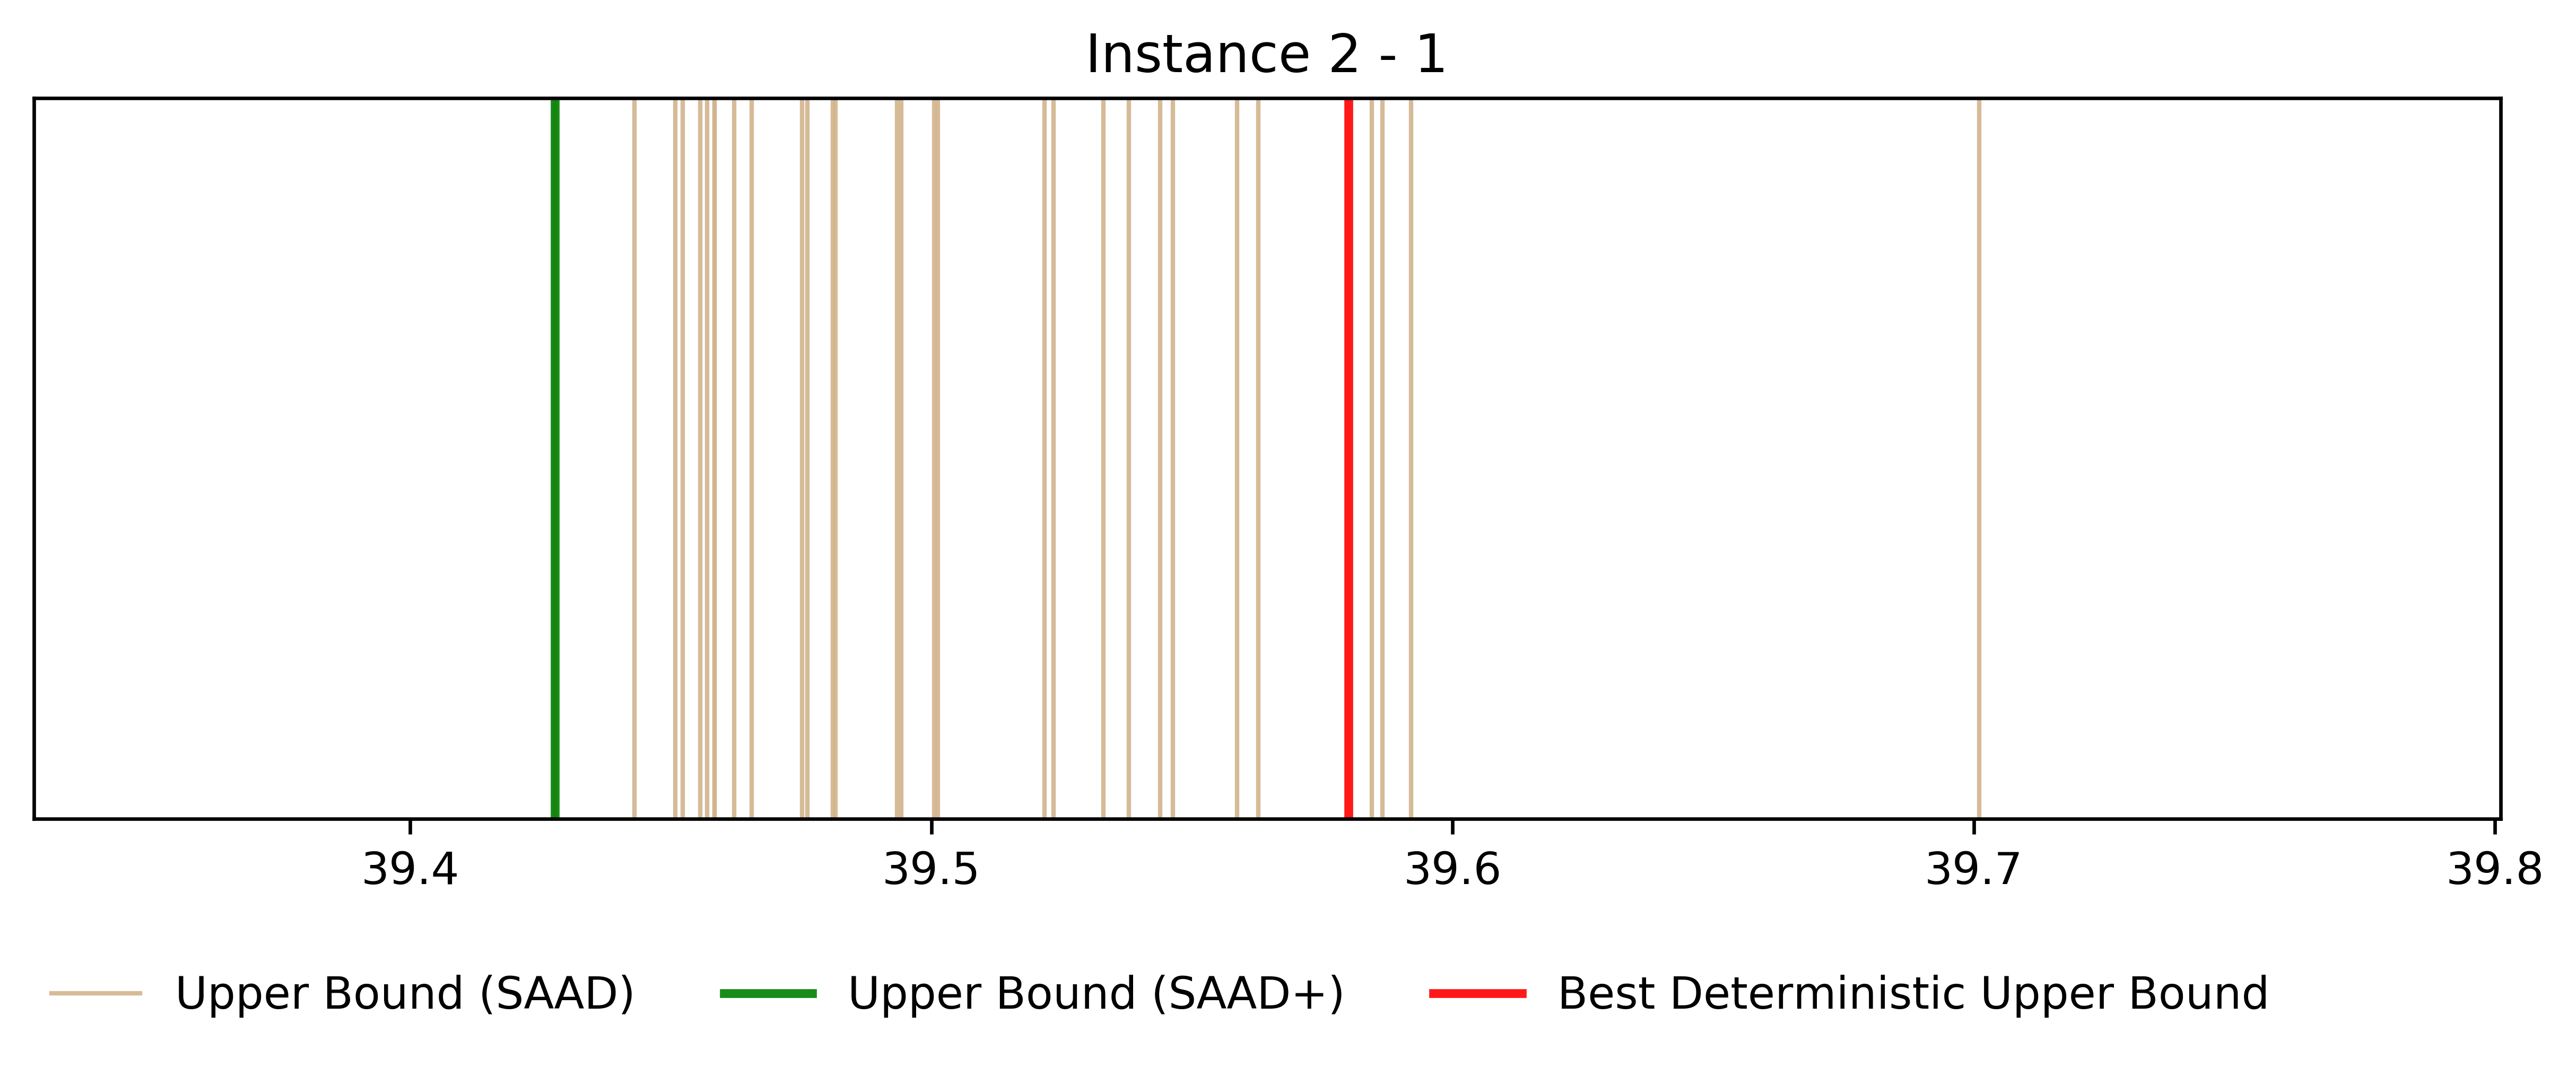 Instance 2 - 1
39.4 39.5 39.6 39.7 39.8
Upper Bound (SAAD) Upper Bound (SAAD+) Best Deterministic Upper Bound